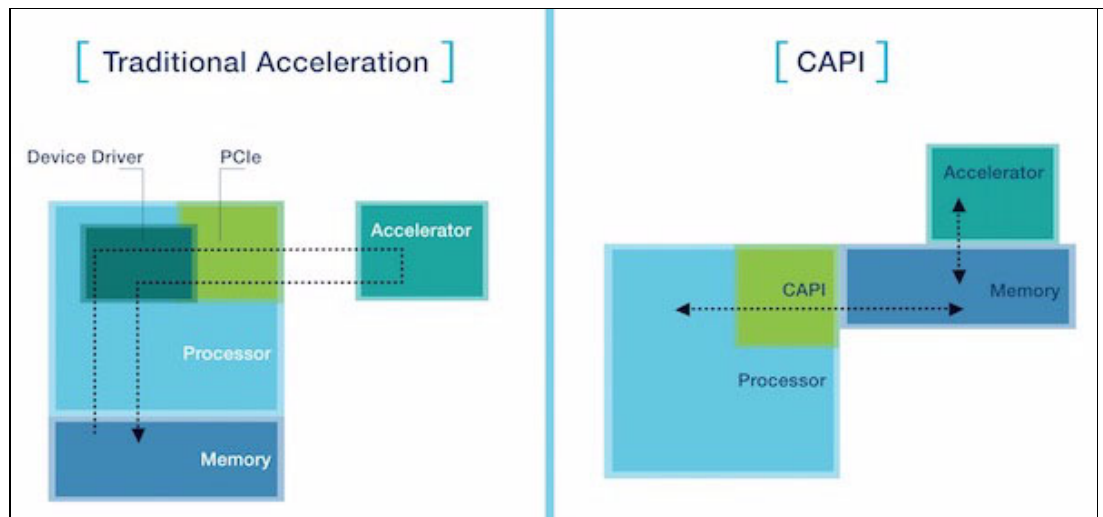 [ Traditional Acceleration ]
Device Driver
PCIe
Accelerator
Processor
Memory
[ CAPI ]
Accelerator
CAPI
Memory
Processor